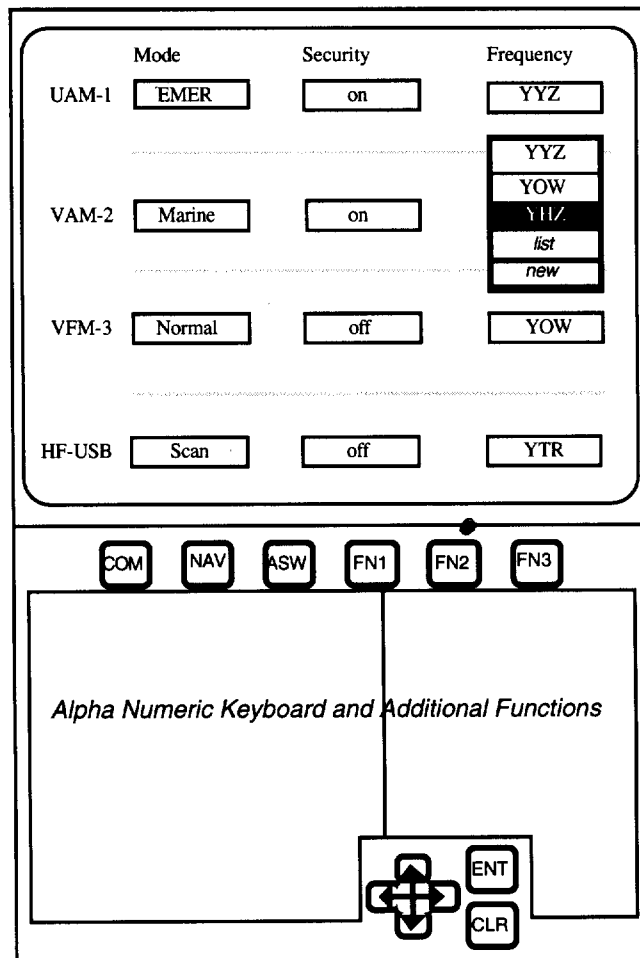 Mode Security Frequency
UAM-1 EMER on YYZ
YYZ
YOW
VAM-2 Marine on YHZ
list
new
VFM-3 Normal off YOW
HF-USB Scan off YTR
COM NAV ASW FN1 FN2 FN3
Alpha Numeric Keyboard and Additional Functions
ENT
CLR